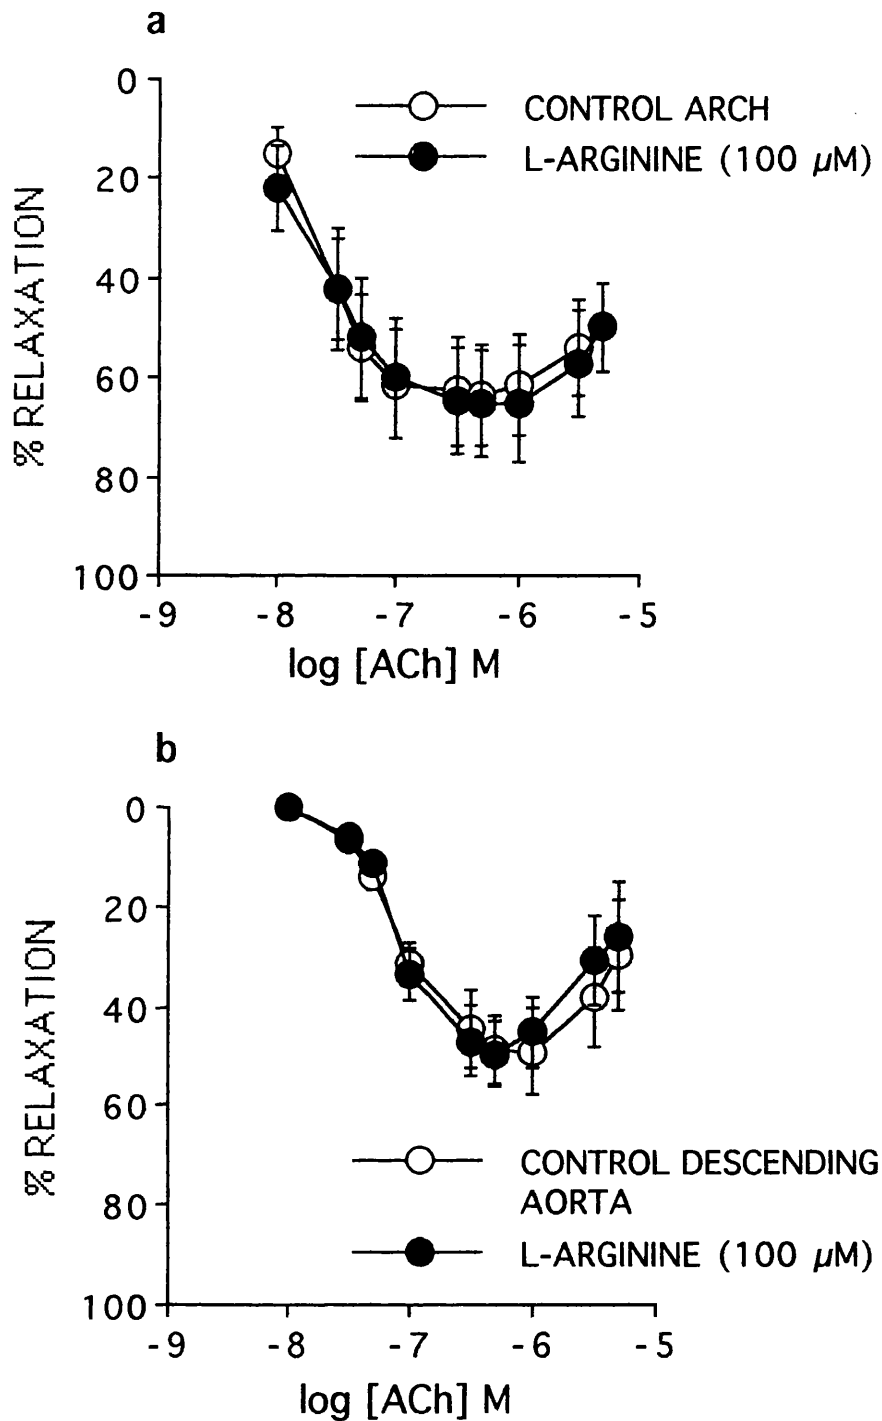 a
0
20
40
60
80
100
% RELAXATION
CONTROL ARCH
L-ARGININE (100 µM)
-9 -8 -7 -6 -5
log [ACh] M
b
0
20
40
60
80
100
% RELAXATION
CONTROL DESCENDING
AORTA
L-ARGININE (100 µM)
-9 -8 -7 -6 -5
log [ACh] M